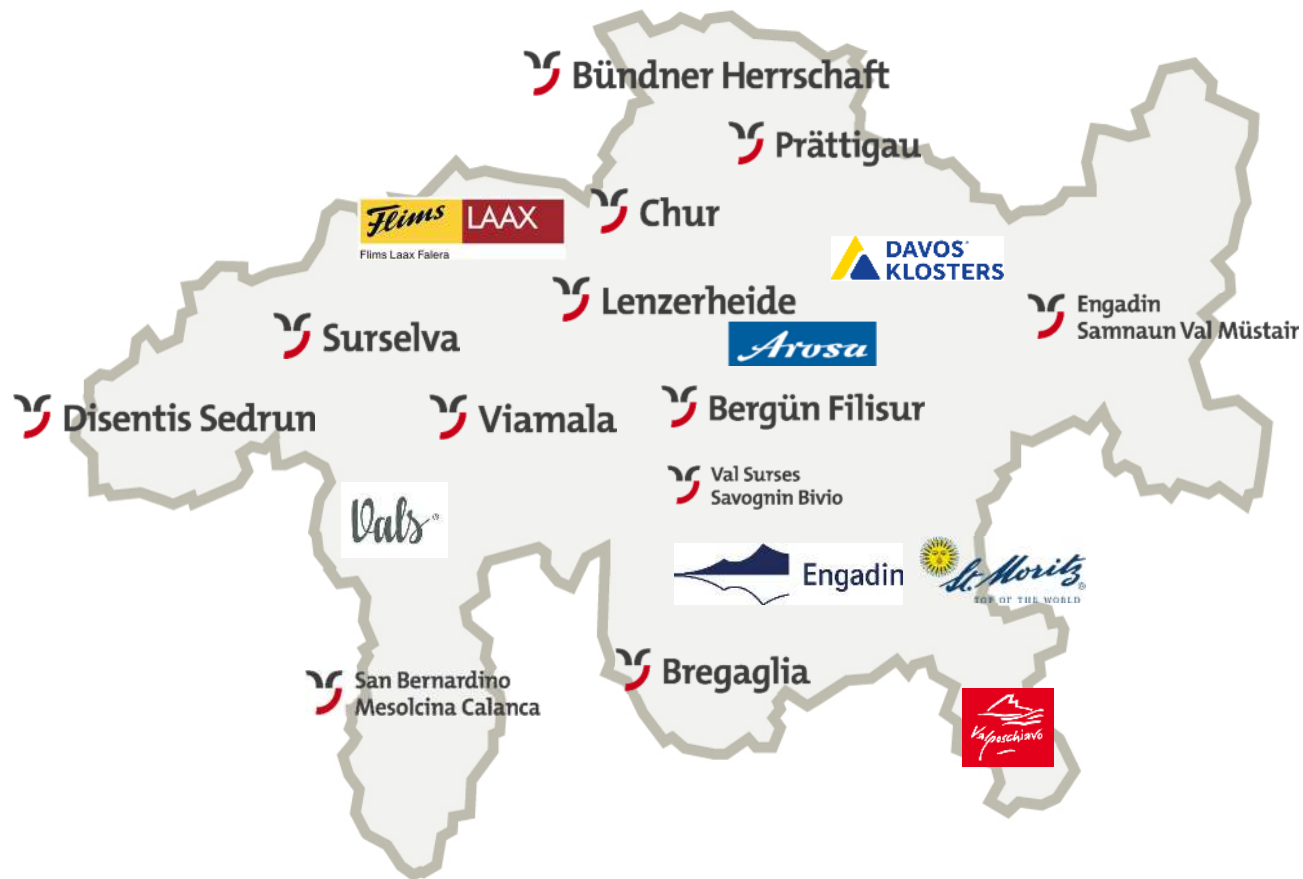 Bündner Herrschaft
Prättigau
Flims
LAAX
Flims Laax Falera
Chur
DAVOS
KLOSTERS
Lenzerheide
Engadin
Samnaun Val Müstair
Surselva
Arosa
Disentis Sedrun
Viamala
Bergün Filisur
Val Surses
Savognin Bivio
Vals®
Engadin
St. Moritz®
TOP OF THE WORLD
San Bernardino
Mesolcina Calanca
Bregaglia
Valposchiavo